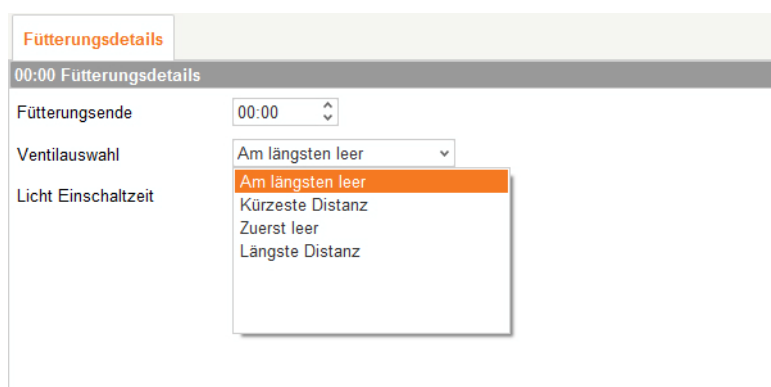 Fütterungsdetails
00:00 Fütterungsdetails
Fütterungsende 00:00
Ventilauswahl Am längsten leer
Am längsten leer
Licht Einschaltzeit
Kürzeste Distanz
Zuerst leer
Längste Distanz